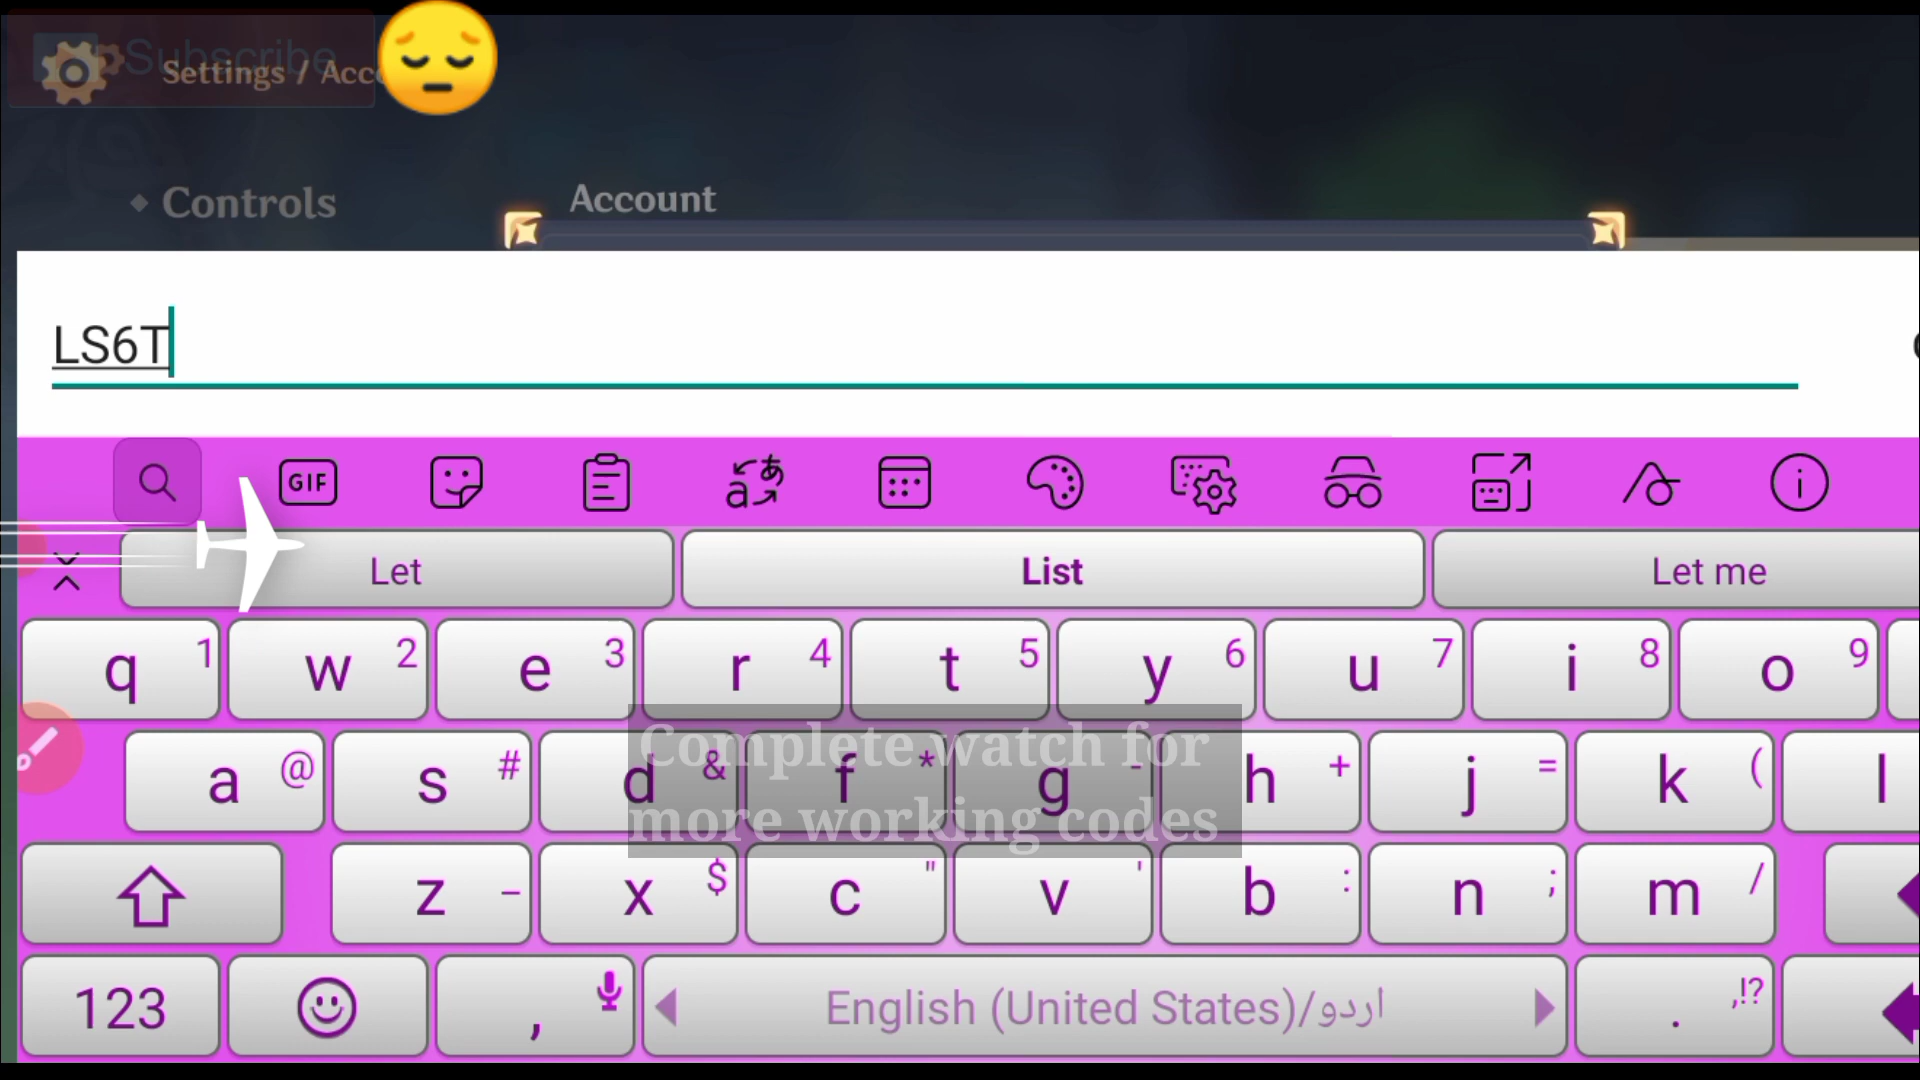 Subscribe
Settings / Acc
Controls
Account
LS6T
GIF
a あ
Let
List
Let me
q 1 w 2 e 3 r 4 t 5 y 6 u 7 i 8 o 9
a @ s # d & f * g - h + j = k ( l
Complete watch for
more working codes
z – x $ c " v ' b : n ; m /
123 , English (United States)/اردو . ,!?